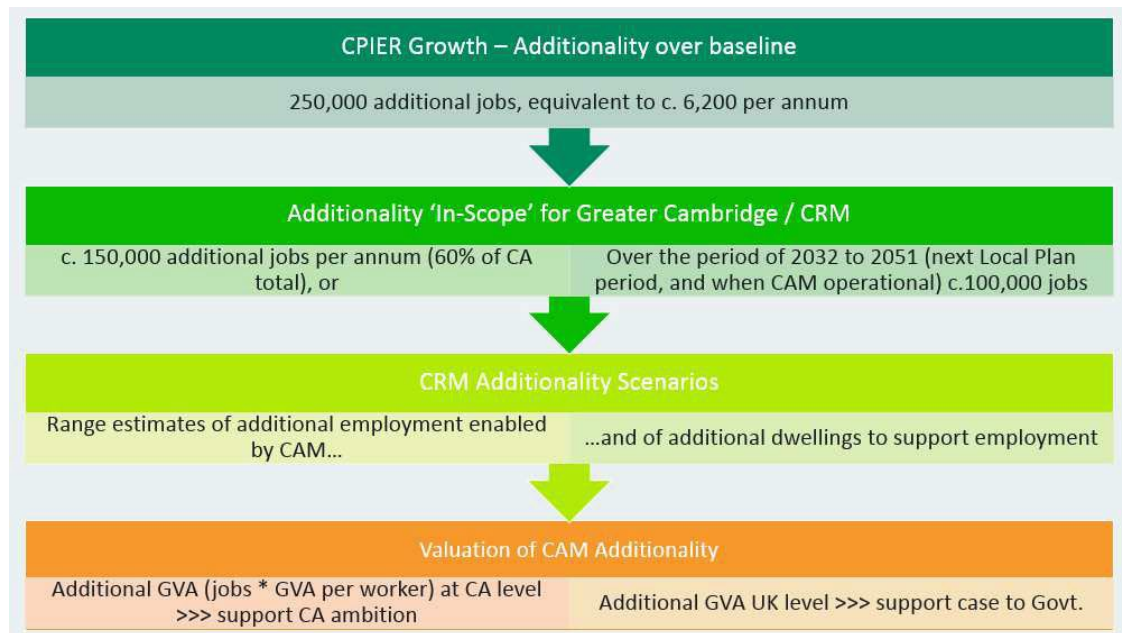 CPIER Growth – Additionality over baseline
250,000 additional jobs, equivalent to c. 6,200 per annum
Additionality ‘In-Scope’ for Greater Cambridge / CRM
c. 150,000 additional jobs per annum (60% of CA
total), or
Over the period of 2032 to 2051 (next Local Plan
period, and when CAM operational) c.100,000 jobs
CRM Additionality Scenarios
Range estimates of additional employment enabled
by CAM...
...and of additional dwellings to support employment
Valuation of CAM Additionality
Additional GVA (jobs * GVA per worker) at CA level
>>> support CA ambition
Additional GVA UK level >>> support case to Govt.